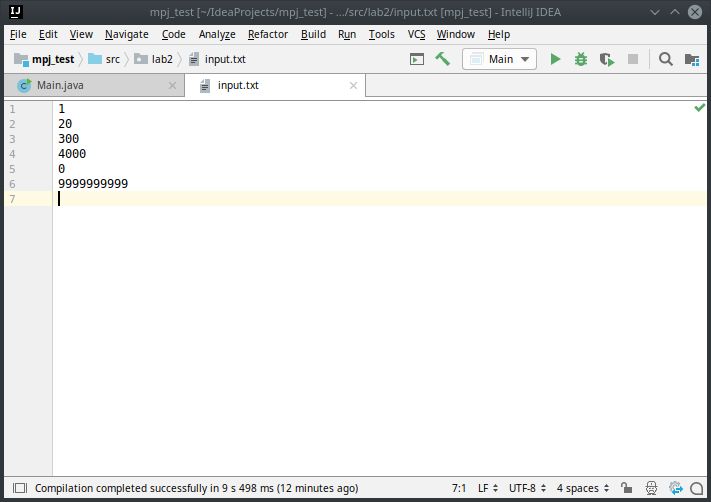 mpj_test [~/IdeaProjects/mpj_test] - .../src/lab2/input.txt [mpj_test] - IntelliJ IDEA
File Edit View Navigate Code Analyze Refactor Build Run Tools VCS Window Help
mpj_test src lab2 input.txt Main
Main.java input.txt
1 1
2 20
3 300
4 4000
5 0
6 9999999999
7
Compilation completed successfully in 9 s 498 ms (12 minutes ago) 7:1 LF UTF-8 4 spaces